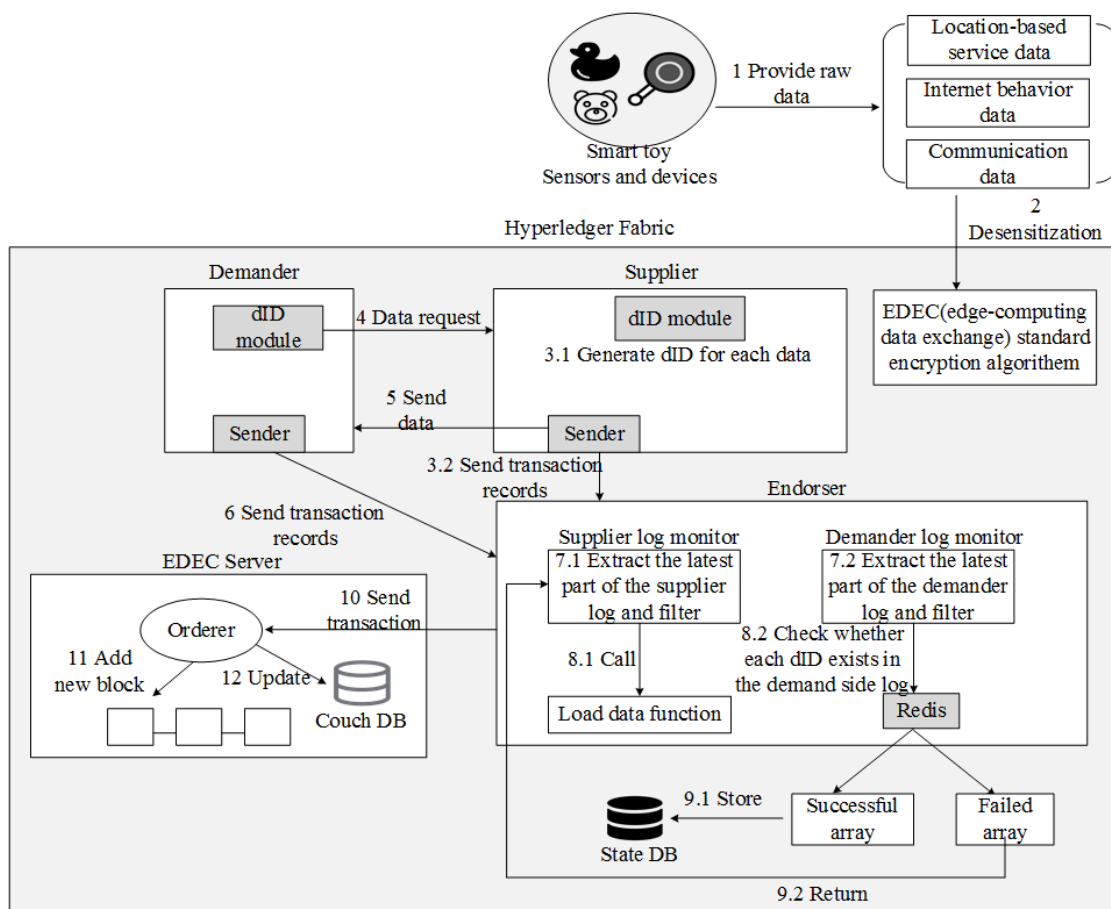 Location-based
service data
1 Provide raw
data
Internet behavior
data
Communication
data
Smart toy
Sensors and devices
2
Desensitization
Hyperledger Fabric
Demander
Supplier
dID
module
4 Data request
dID module
3.1 Generate dID for each data
EDEC(edge-computing
data exchange) standard
encryption algorithem
5 Send
data
Sender
Sender
3.2 Send transaction
records
Endorser
6 Send transaction
records
Supplier log monitor
7.1 Extract the latest
part of the supplier
log and filter
Demander log monitor
7.2 Extract the latest
part of the demander
log and filter
EDEC Server
10 Send
transaction
Orderer
8.1 Call
8.2 Check whether
each dID exists in
the demand side log
11 Add
new block
12 Update
Couch DB
Load data function
Redis
9.1 Store
State DB
Successful
array
Failed
array
9.2 Return